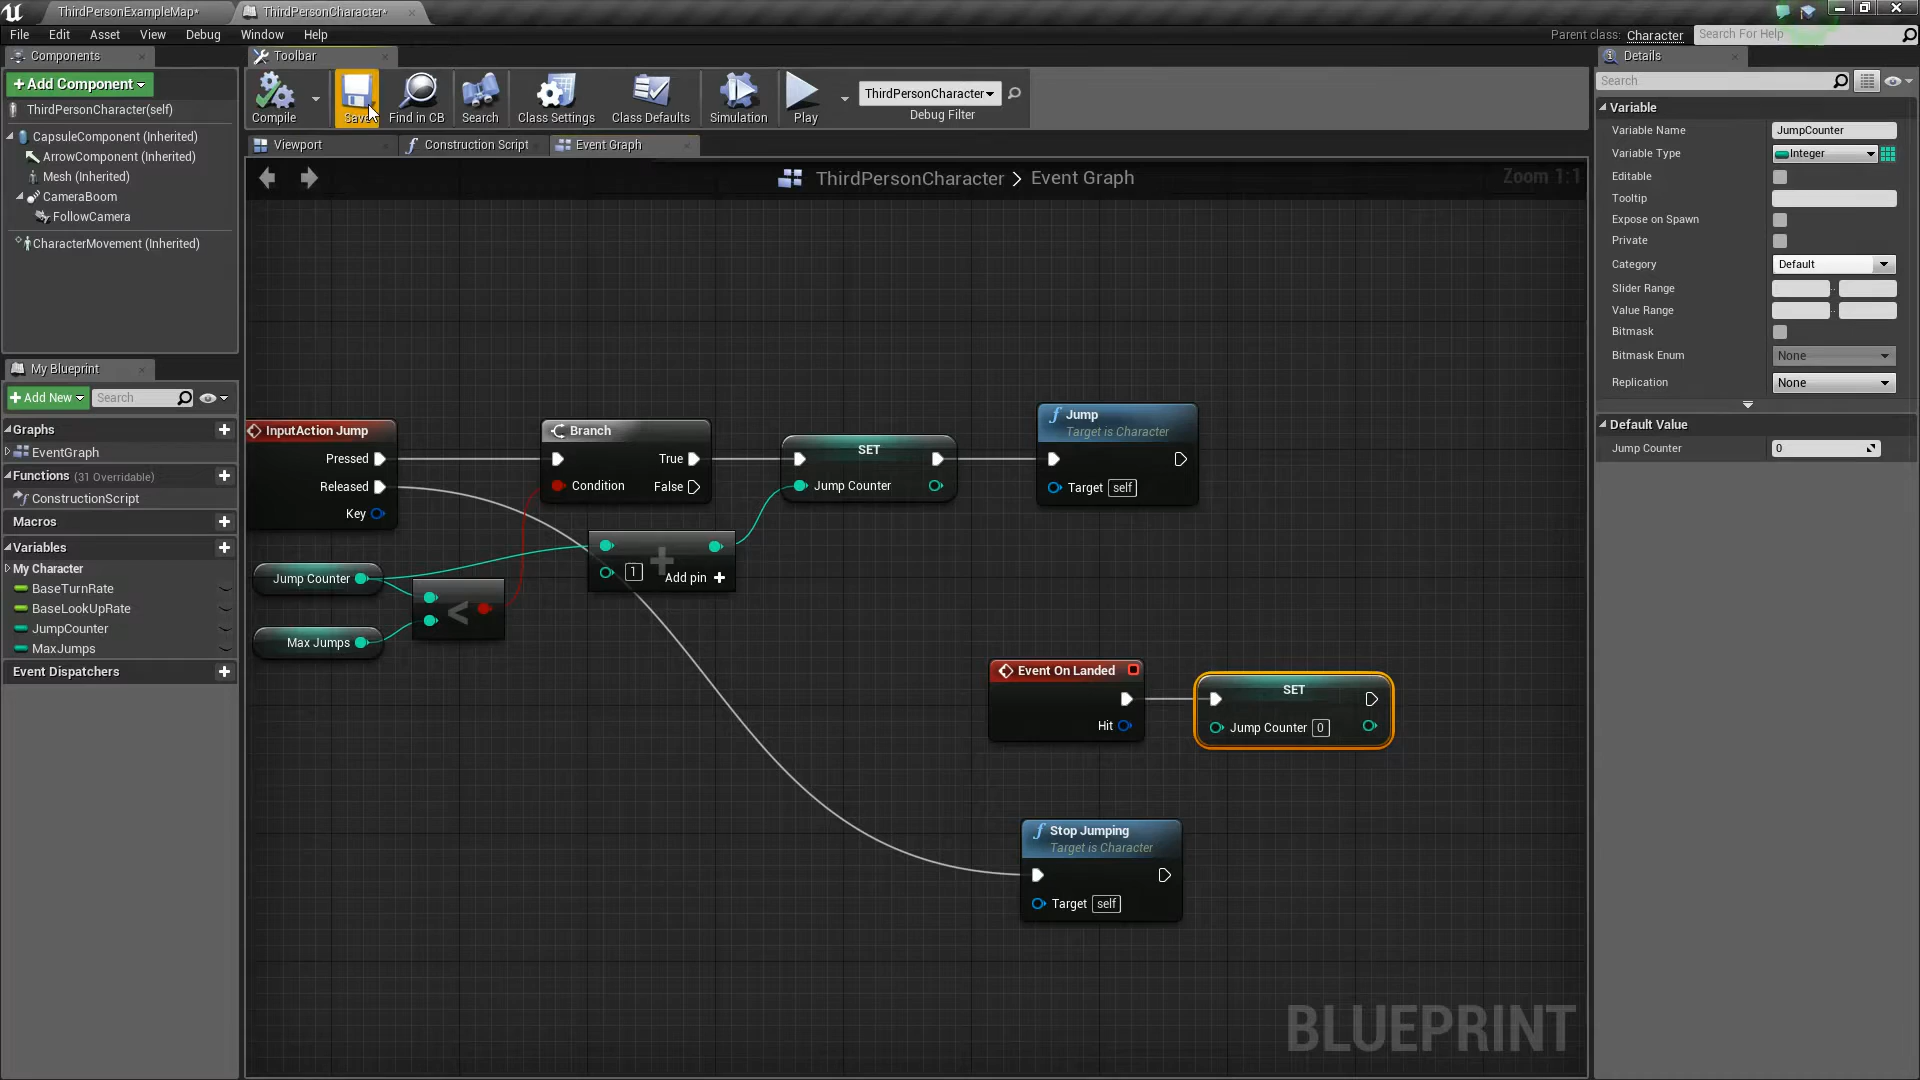 ThirdPersonExampleMap*
ThirdPersonCharacter*
File Edit Asset View Debug Window Help
Parent class: Character
Search For Help
Components
Toolbar
Details
+Add Component
ThirdPersonCharacter(self)
CapsuleComponent (Inherited)
ArrowComponent (Inherited)
Mesh (Inherited)
CameraBoom
FollowCamera
CharacterMovement (Inherited)
Compile
Save
Find in CB
Search
Class Settings
Class Defaults
Simulation
Play
ThirdPersonCharacter
Debug Filter
Viewport
Construction Script
Event Graph
ThirdPersonCharacter > Event Graph
Zoom 1:1
My Blueprint
+Add New
Search
Graphs
EventGraph
Functions (31 Overridable)
ConstructionScript
Macros
Variables
My Character
BaseTurnRate
BaseLookUpRate
JumpCounter
MaxJumps
Event Dispatchers
InputAction Jump
Pressed
Released
Key
Branch
True
Condition
False
SET
Jump Counter
Jump
Target is Character
Target self
Jump Counter
Max Jumps
<
1
+
Add pin +
Event On Landed
Hit
SET
Jump Counter 0
Stop Jumping
Target is Character
Target self
BLUEPRINT
Search
Variable
Variable Name JumpCounter
Variable Type Integer
Editable
Tooltip
Expose on Spawn
Private
Category Default
Slider Range
Value Range
Bitmask
Bitmask Enum None
Replication None
Default Value
Jump Counter 0